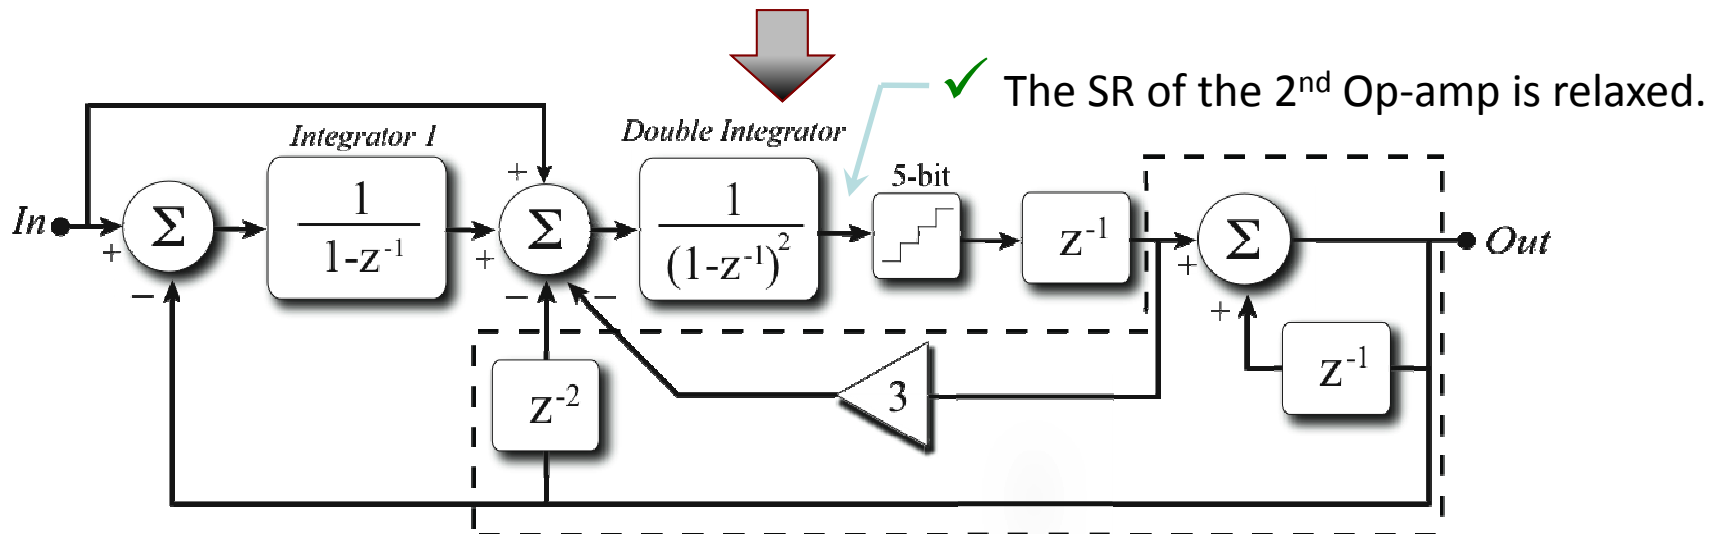 ✓ The SR of the 2nd Op-amp is relaxed.
Integrator 1
Double Integrator
5-bit
In
+
−
Σ
1
1-z-1
+
+
−
−
Σ
1
(1-z-1)2
z-1
+
+
Σ
Out
z-1
z-2
3